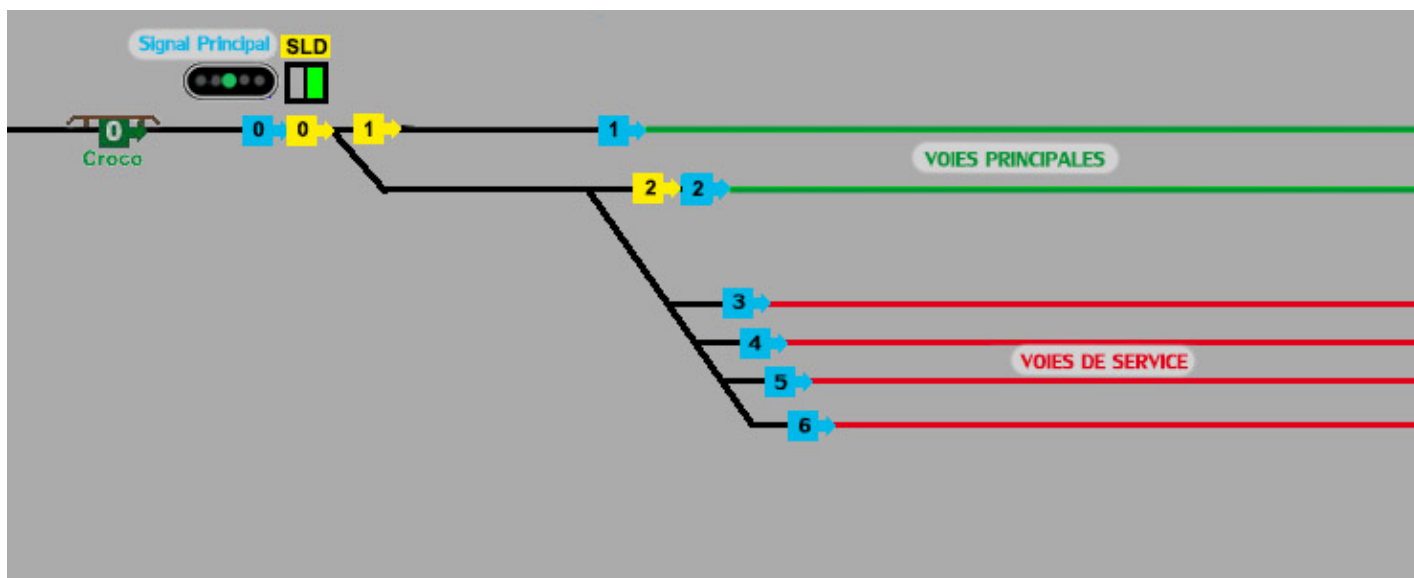 Signal Principal SLD
0 0 0 1 1
Croco
VOIES PRINCIPALES
2 2
3
4
VOIES DE SERVICE
5
6